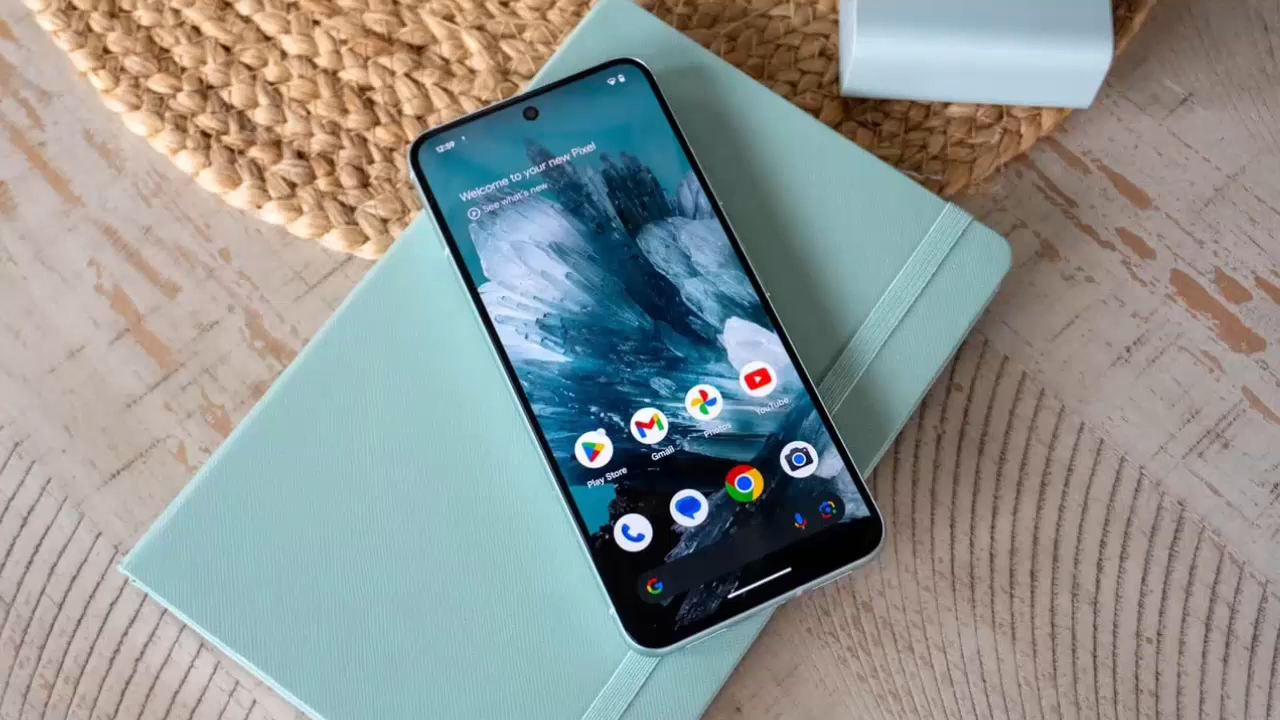 12:59
Welcome to your new Pixel
See what's new
Play Store
Gmail
Photos
YouTube